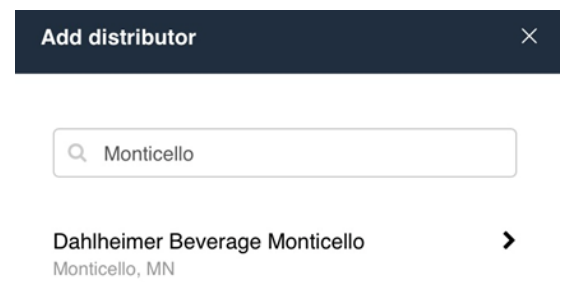 Add distributor
Monticello
Dahlheimer Beverage Monticello
Monticello, MN